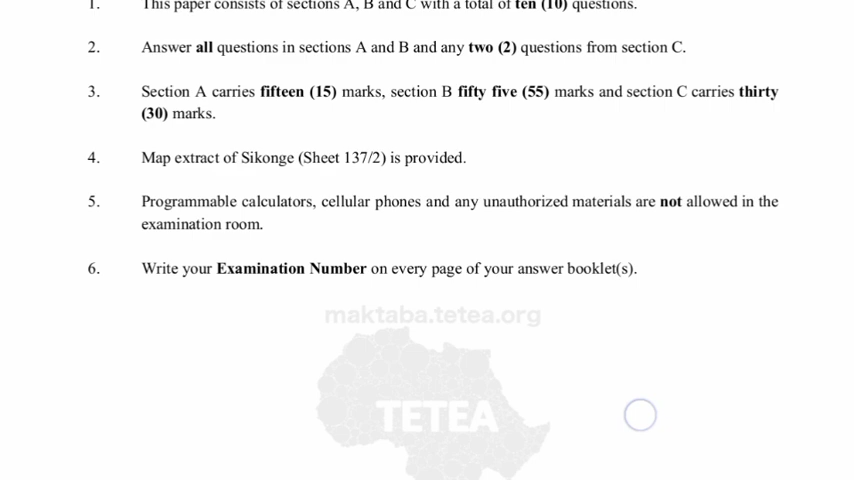 1. This paper consists of sections A, B and C with a total of ten (10) questions.
2. Answer all questions in sections A and B and any two (2) questions from section C.
3. Section A carries fifteen (15) marks, section B fifty five (55) marks and section C carries thirty
(30) marks.
4. Map extract of Sikonge (Sheet 137/2) is provided.
5. Programmable calculators, cellular phones and any unauthorized materials are not allowed in the
examination room.
6. Write your Examination Number on every page of your answer booklet(s).
maktaba.tetea.org
TETEA